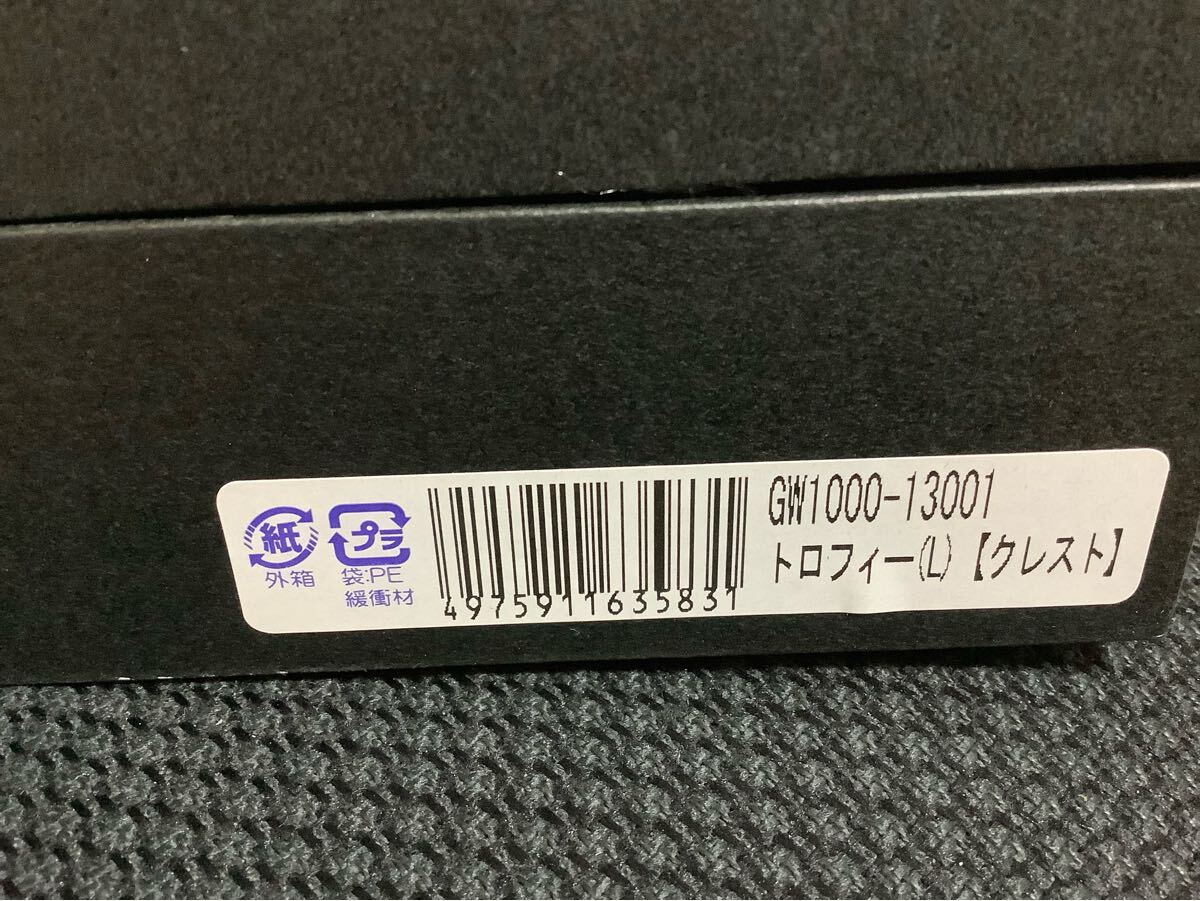 紙
外箱
プラ
袋:PE
緩衝材
4975911635831
GW1000-13001
トロフィー(L)【クレスト】